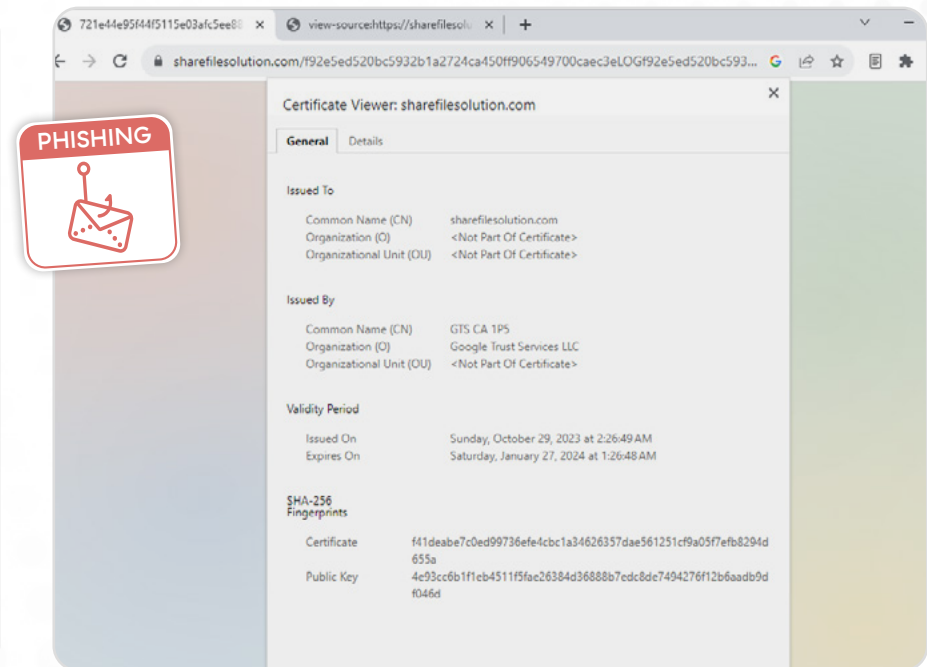 721e44e95f44f5115e03afc5ee88
view-source:https://sharefilesolu
sharefilesolution.com/f92e5ed520bc5932b1a2724ca450ff906549700caec3eLOGf92e5ed520bc593...
PHISHING
Certificate Viewer: sharefilesolution.com
General Details
Issued To
Common Name (CN) sharefilesolution.com
Organization (O) <Not Part Of Certificate>
Organizational Unit (OU) <Not Part Of Certificate>
Issued By
Common Name (CN) GTS CA 1P5
Organization (O) Google Trust Services LLC
Organizational Unit (OU) <Not Part Of Certificate>
Validity Period
Issued On Sunday, October 29, 2023 at 2:26:49 AM
Expires On Saturday, January 27, 2024 at 1:26:48 AM
SHA-256
Fingerprints
Certificate f41deabe7c0ed99736efe4cbc1a34626357dae561251cf9a05f7efb8294d
655a
Public Key 4e93cc6b1f1eb4511f5fae26384d36888b7edc8de7494276f12b6aadb9d
f046d